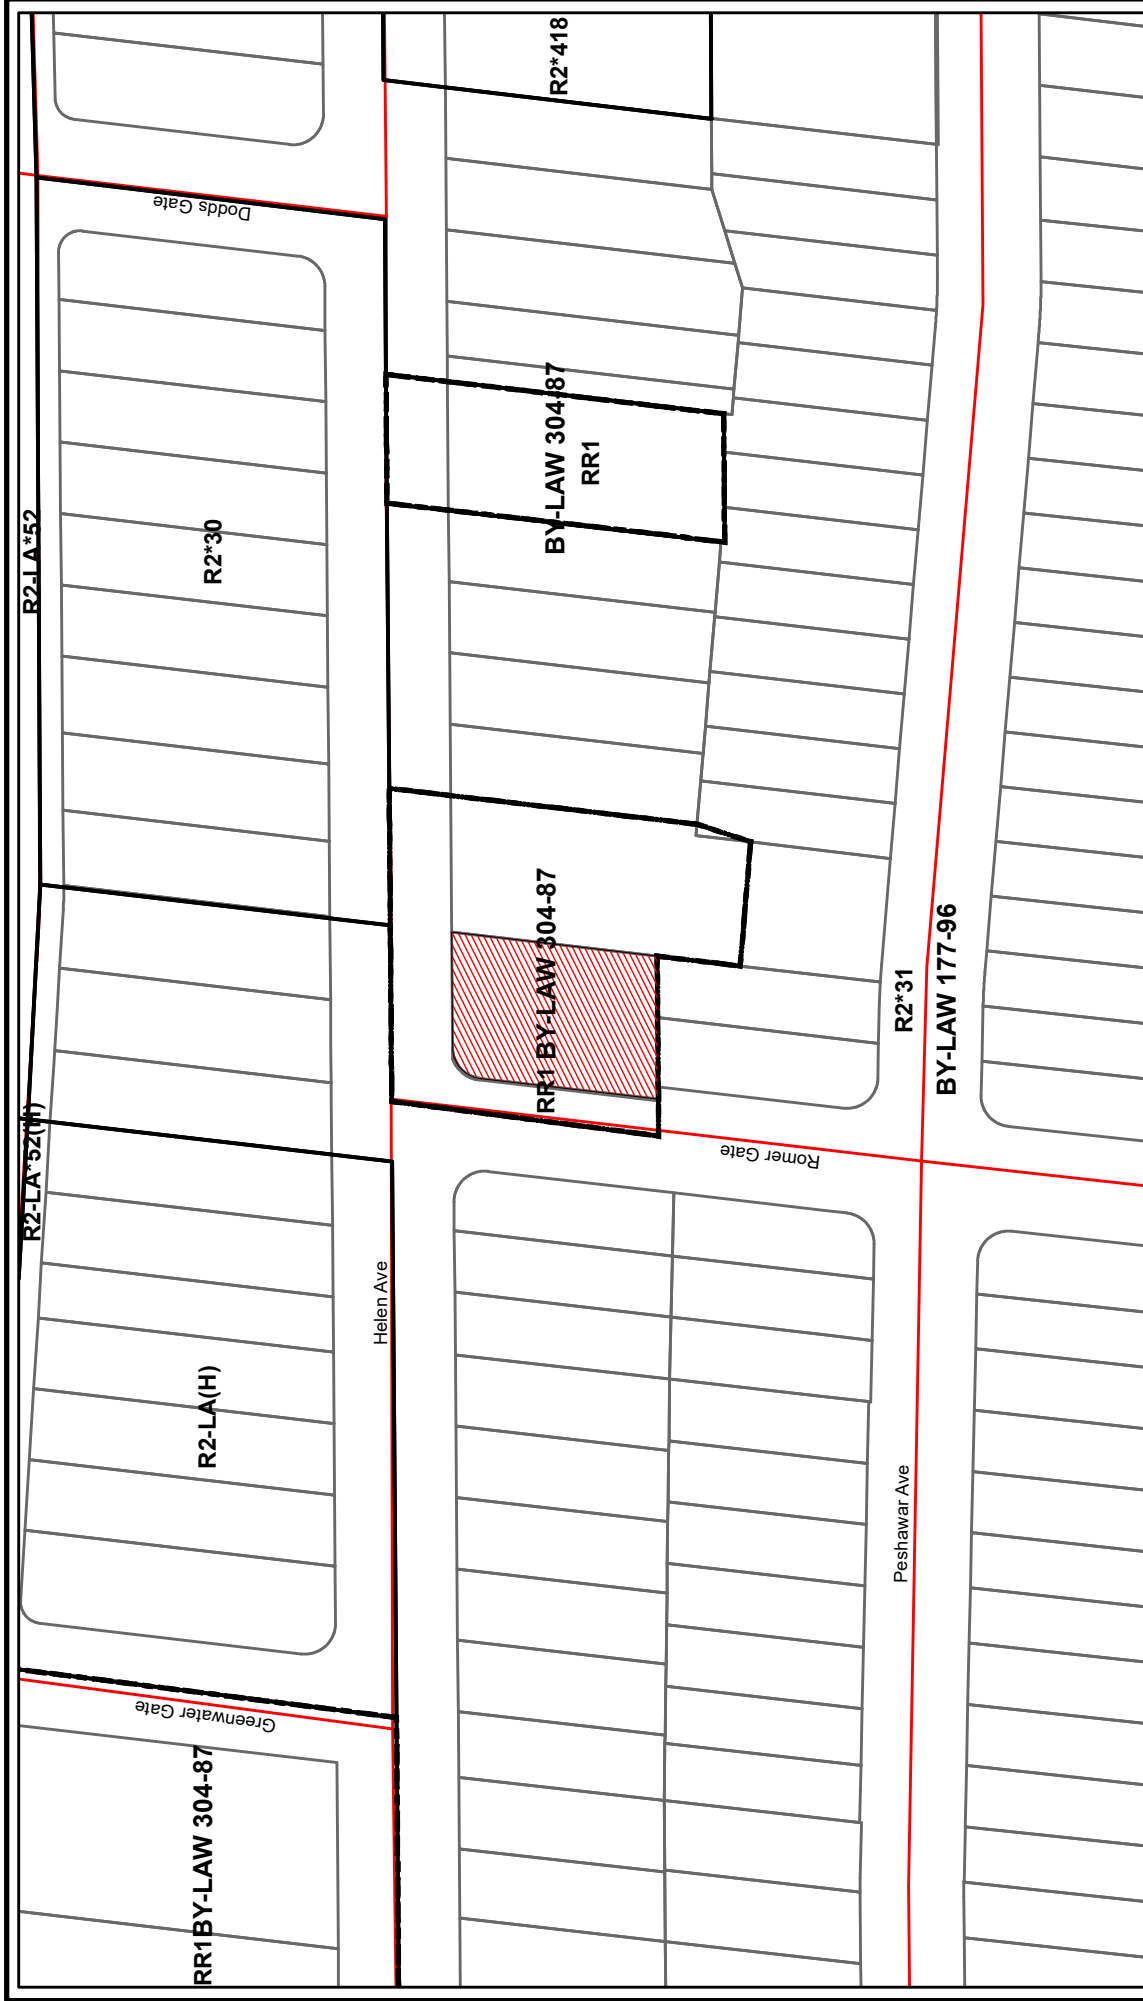 R2*418
Dodds Gate
R2-LA*52
R2*30
BY-LAW 304-87
RR1
RR1 BY-LAW 304-87
R2*31
BY-LAW 177-96
R2-LA*52(H)
Romer Gate
Helen Ave
R2-LA(H)
Peshawar Ave
Greenwater Gate
RR1BY-LAW 304-87